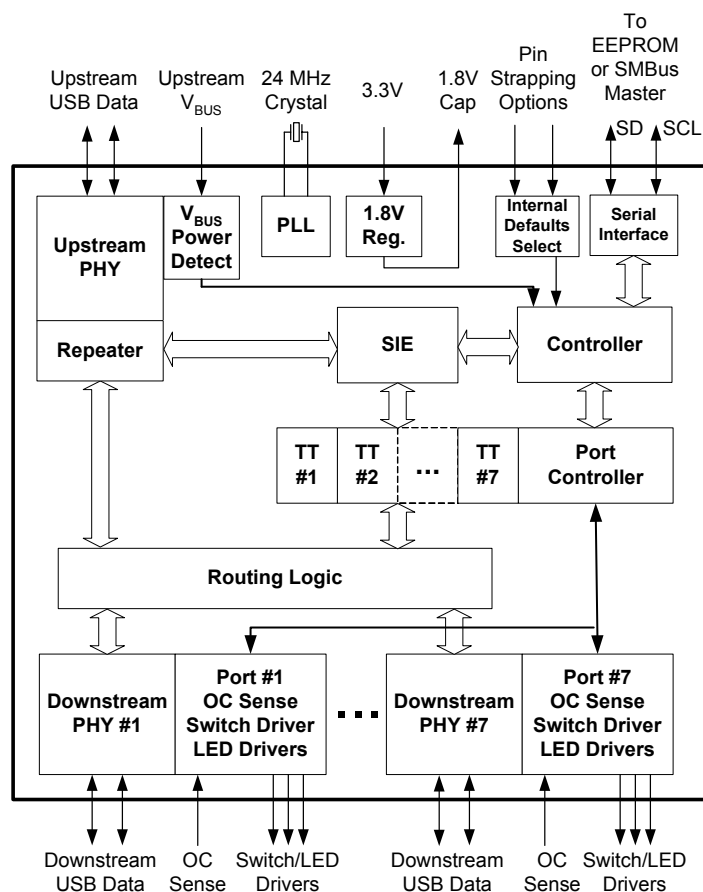 To
EEPROM
or SMBus
Master
Upstream
USB Data
Upstream
VBUS
24 MHz
Crystal
3.3V
1.8V
Cap
Pin
Strapping
Options
SD
SCL
Upstream
PHY
VBUS
Power
Detect
PLL
1.8V
Reg.
Internal
Defaults
Select
Serial
Interface
Repeater
SIE
Controller
TT
#1
TT
#2
...
TT
#7
Port
Controller
Routing Logic
Downstream
PHY #1
Port #1
OC Sense
Switch Driver
LED Drivers
...
Downstream
PHY #7
Port #7
OC Sense
Switch Driver
LED Drivers
Downstream
USB Data
OC
Sense
Switch/LED
Drivers
Downstream
USB Data
OC
Sense
Switch/LED
Drivers